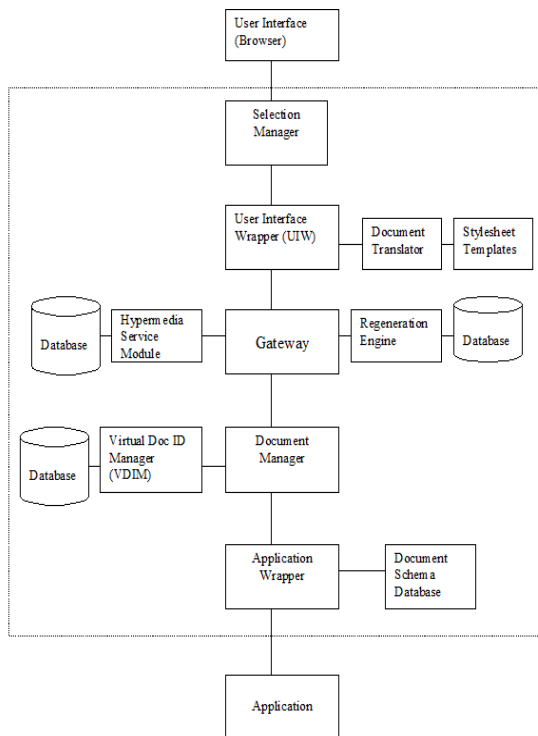 User Interface
(Browser)
Selection
Manager
User Interface
Wrapper (UIW)
Document
Translator
Stylesheet
Templates
Database
Hypermedia
Service
Module
Gateway
Regeneration
Engine
Database
Database
Virtual Doc ID
Manager
(VDIM)
Document
Manager
Application
Wrapper
Document
Schema
Database
Application